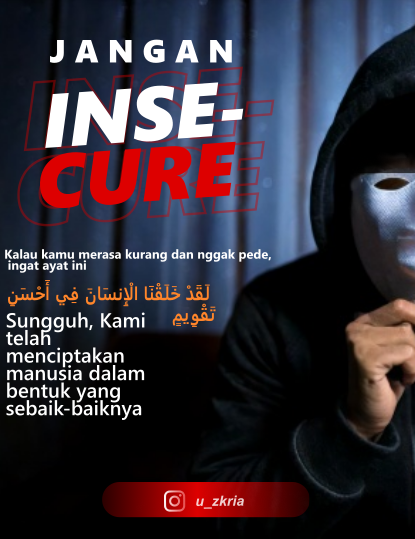 JANGAN
INSE-
CURE
Kalau kamu merasa kurang dan nggak pede,
ingat ayat ini
لَقَدْ خَلَقْنَا الْإِنسَانَ فِي أَحْسَنِ
تَقْوِيمٍ
Sungguh, Kami
telah
menciptakan
manusia dalam
bentuk yang
sebaik-baiknya
u_zkria